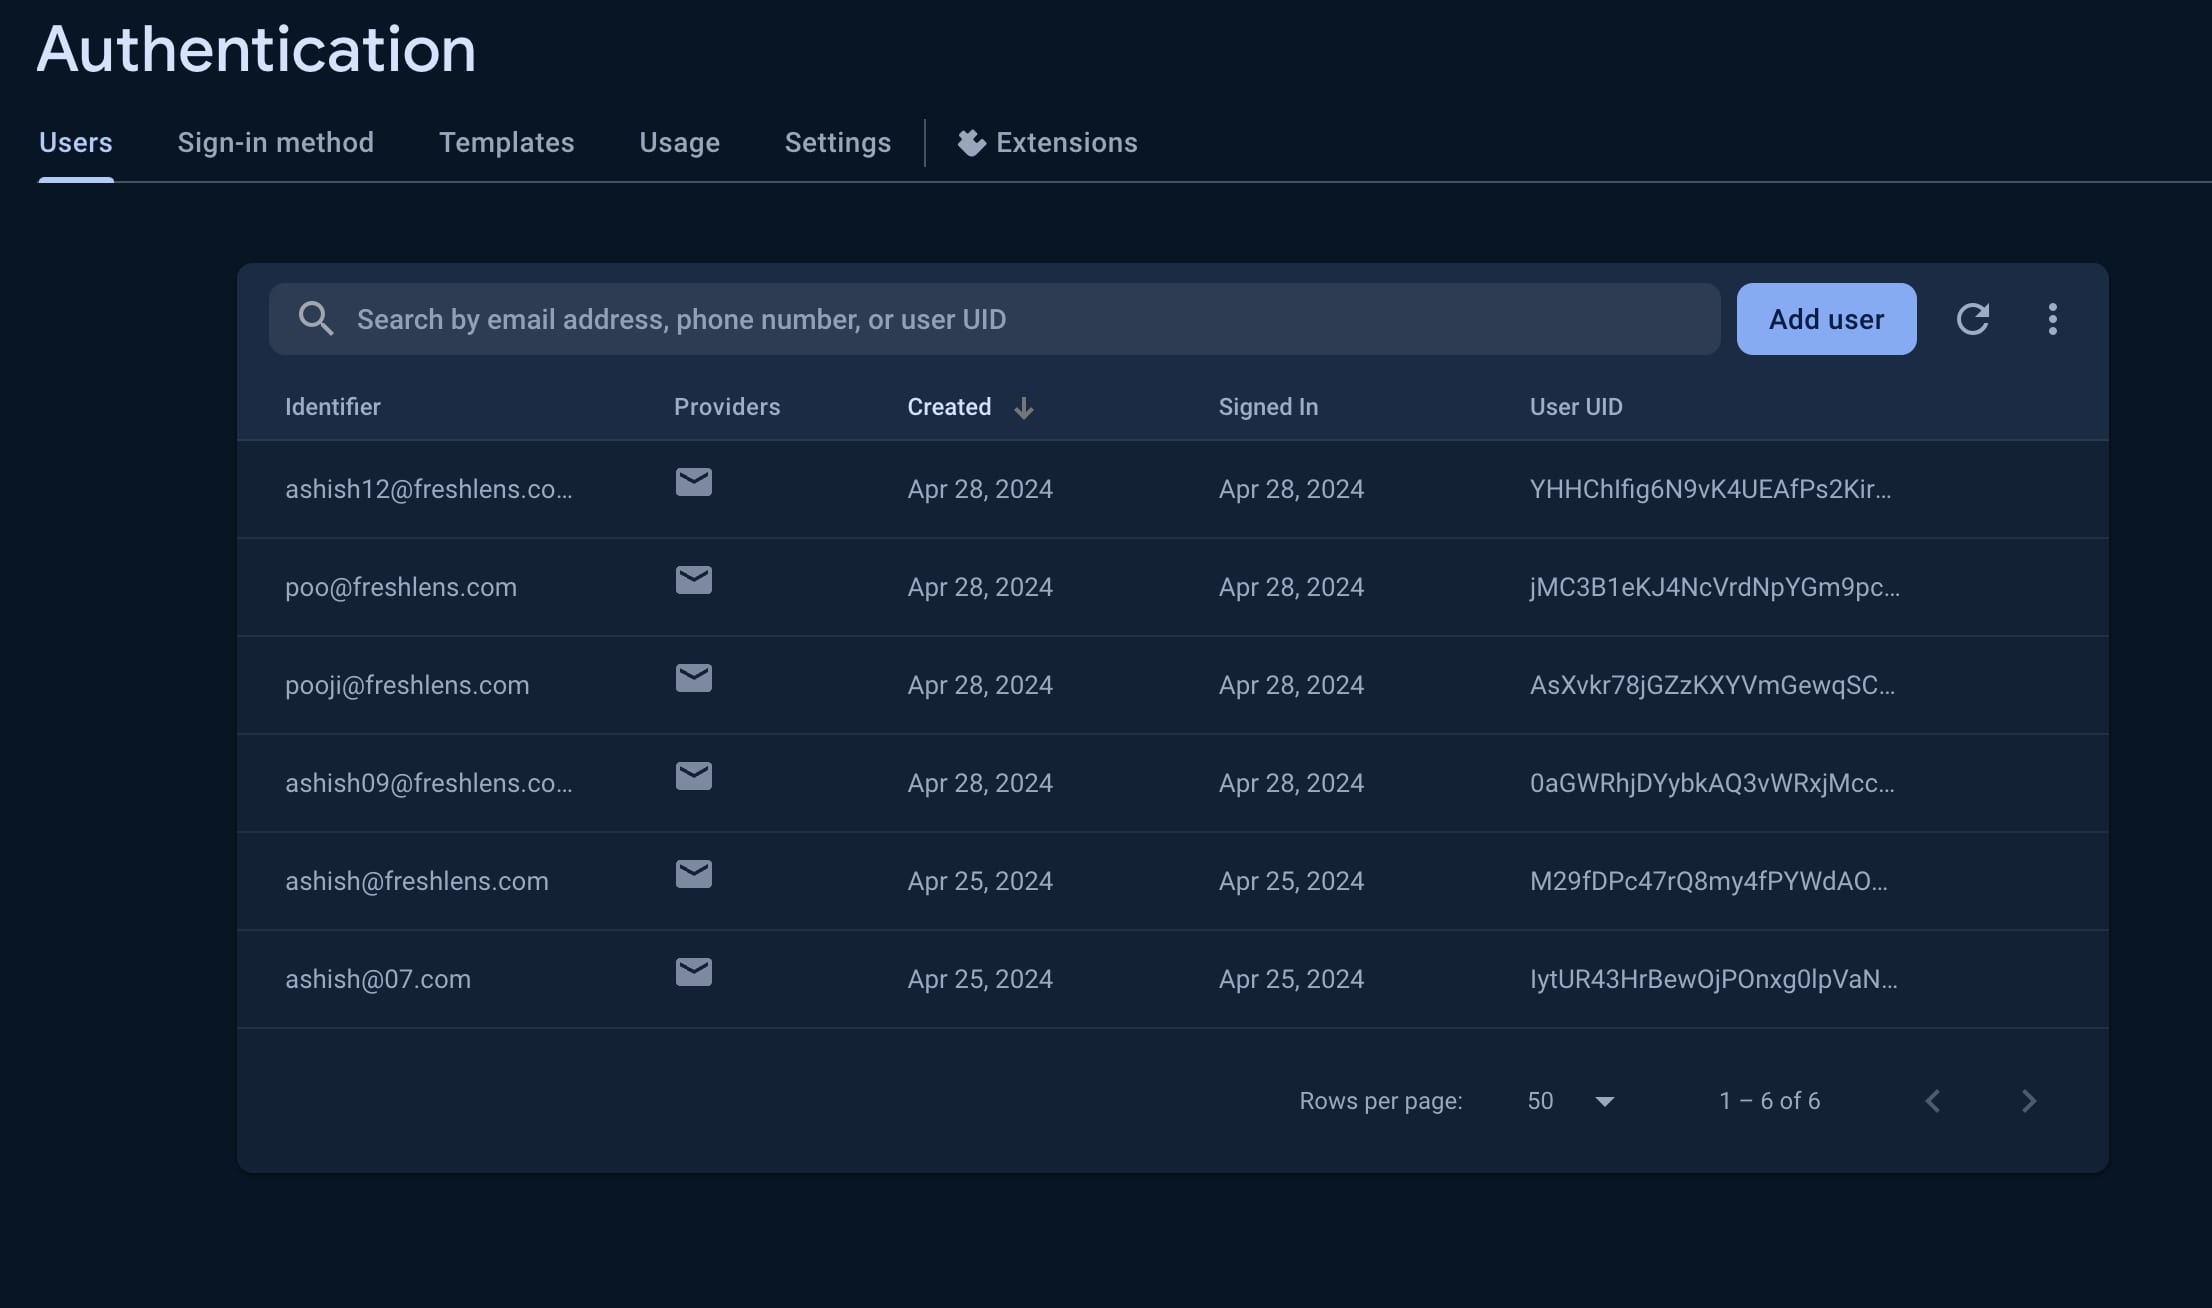 Authentication
Users Sign-in method Templates Usage Settings Extensions
Search by email address, phone number, or user UID Add user
Identifier Providers Created Signed In User UID
ashish12@freshlens.co... Apr 28, 2024 Apr 28, 2024 YHHChIfig6N9vK4UEAfPs2Kir...
poo@freshlens.com Apr 28, 2024 Apr 28, 2024 jMC3B1eKJ4NcVrdNpYGm9pc...
pooji@freshlens.com Apr 28, 2024 Apr 28, 2024 AsXvkr78jGZzKXYVmGewqSC...
ashish09@freshlens.co... Apr 28, 2024 Apr 28, 2024 0aGWRhjDYybkAQ3vWRxjMcc...
ashish@freshlens.com Apr 25, 2024 Apr 25, 2024 M29fDPc47rQ8my4fPYWdAO...
ashish@07.com Apr 25, 2024 Apr 25, 2024 IytUR43HrBewOjPOnxg0lpVaN...
Rows per page: 50 1 – 6 of 6